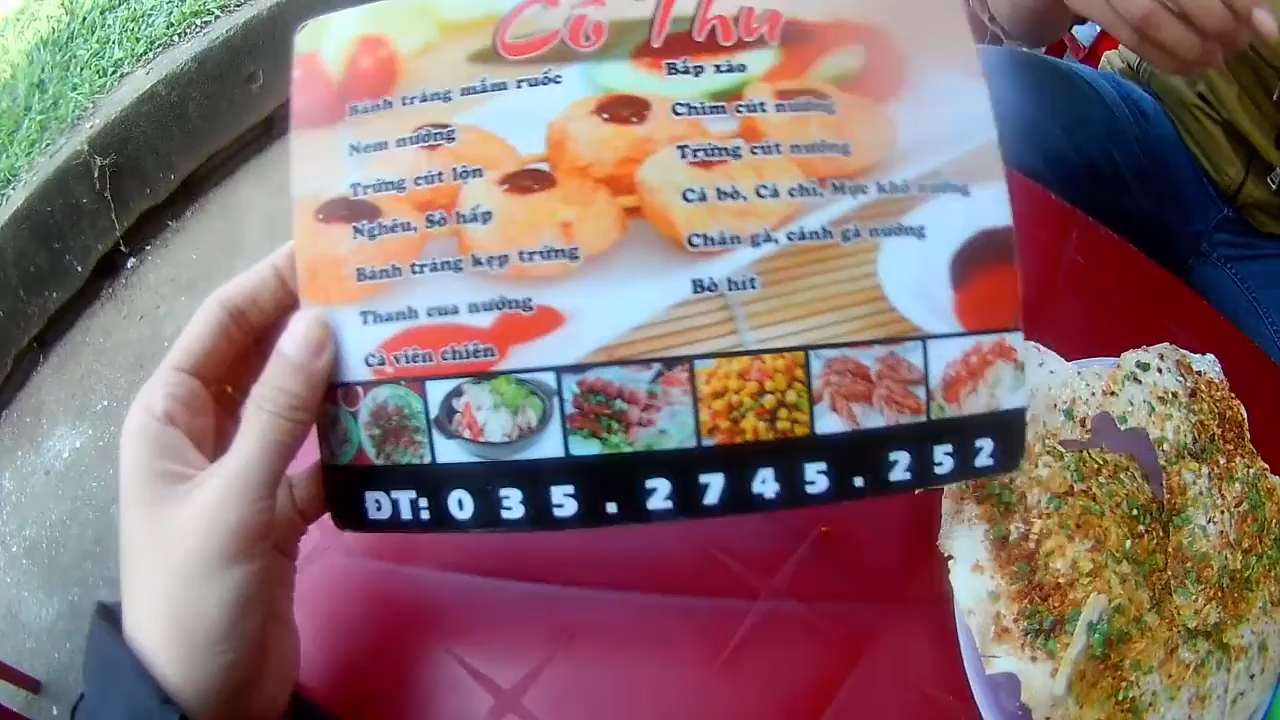 Cô Thu
Bánh tráng mắm ruốc
Nem nướng
Trứng cút lộn
Nghêu, Sò hấp
Bánh tráng kẹp trứng
Thanh cua nướng
Cá viên chiên
Bắp xào
Chim cút nướng
Trứng cút nướng
Cá bò, Cá chỉ, Mực khô nướng
Chân gà, cánh gà nướng
Bò hít
ĐT: 035.2745.252